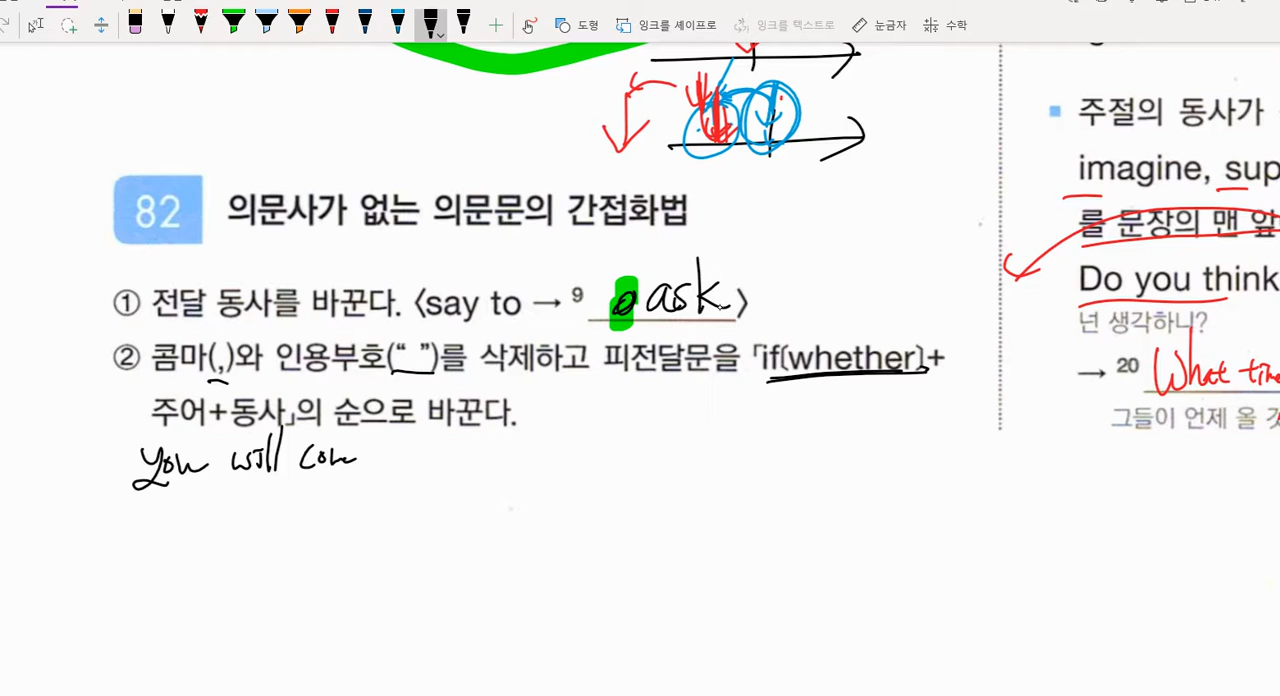 도형
잉크를 셰이프로
잉크를 텍스트로
눈금자
수학
82 의문사가 없는 의문문의 간접화법
① 전달 동사를 바꾼다. 〈say to → 9 ask 〉
② 콤마(,)와 인용부호(“ ”)를 삭제하고 피전달문을 「if(whether)+
주어+동사」의 순으로 바꾼다.
You will com
주절의 동사가
imagine, sup
를 문장의 맨 앞
Do you think
넌 생각하니?
→ 20 What time
그들이 언제 올